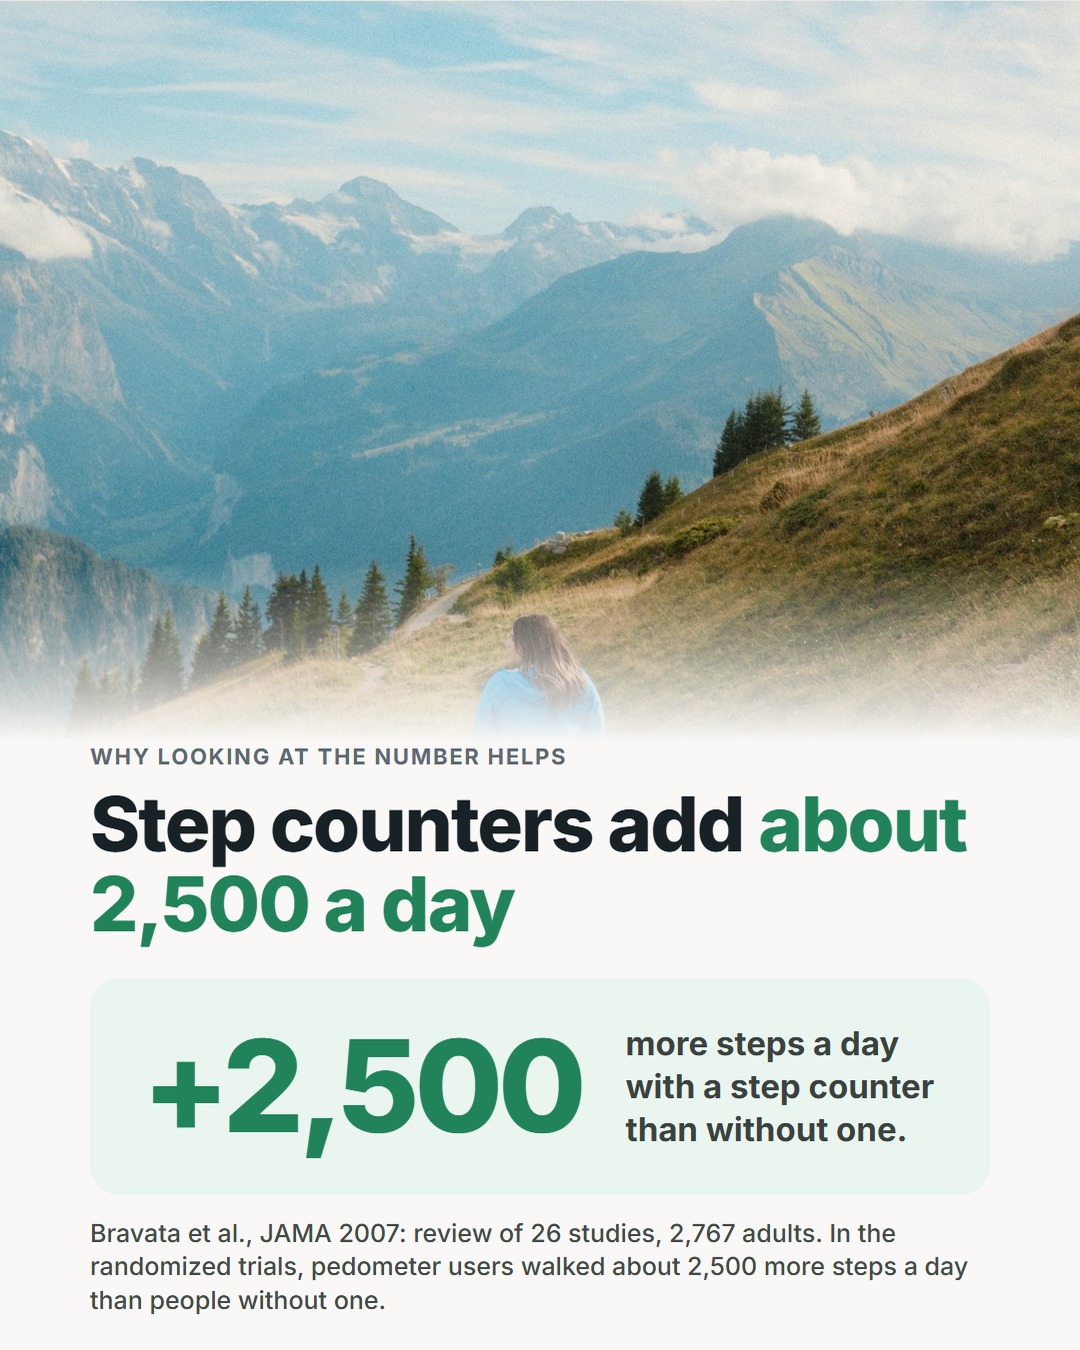 WHY LOOKING AT THE NUMBER HELPS
Step counters add about
2,500 a day
+2,500
more steps a day
with a step counter
than without one.
Bravata et al., JAMA 2007: review of 26 studies, 2,767 adults. In the
randomized trials, pedometer users walked about 2,500 more steps a day
than people without one.